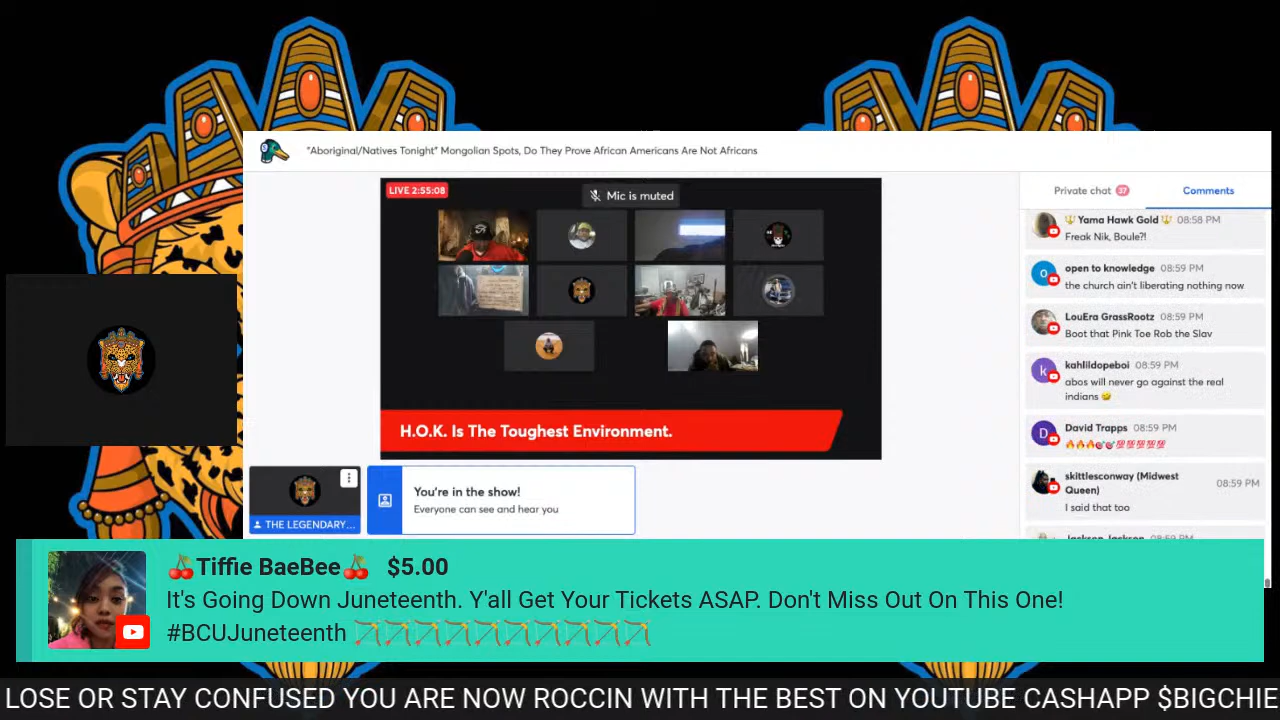 "Aboriginal/Natives Tonight" Mongolian Spots, Do They Prove African Americans Are Not Africans
LIVE 2:55:08
Mic is muted
H.O.K. Is The Toughest Environment.
THE LEGENDARY...
You're in the show!
Everyone can see and hear you
Private chat 37
Comments
Yama Hawk Gold 08:58 PM
Freak Nik, Boule?!
open to knowledge 08:59 PM
the church ain't liberating nothing now
LouEra GrassRootz 08:59 PM
Boot that Pink Toe Rob the Slav
kahlildopeboi 08:59 PM
abos will never go against the real
indians 🤣
David Trapps 08:59 PM
🔥🔥🔥🎯🎯💯💯💯💯💯
skittlesconway (Midwest
Queen) 08:59 PM
I said that too
Jackson Jackson 08:59 PM
🍒Tiffie BaeBee🍒 $5.00
It's Going Down Juneteenth. Y'all Get Your Tickets ASAP. Don't Miss Out On This One!
#BCUJuneteenth 🏹🏹🏹🏹🏹🏹🏹🏹🏹🏹
LOSE OR STAY CONFUSED YOU ARE NOW ROCCIN WITH THE BEST ON YOUTUBE CASHAPP $BIGCHIE